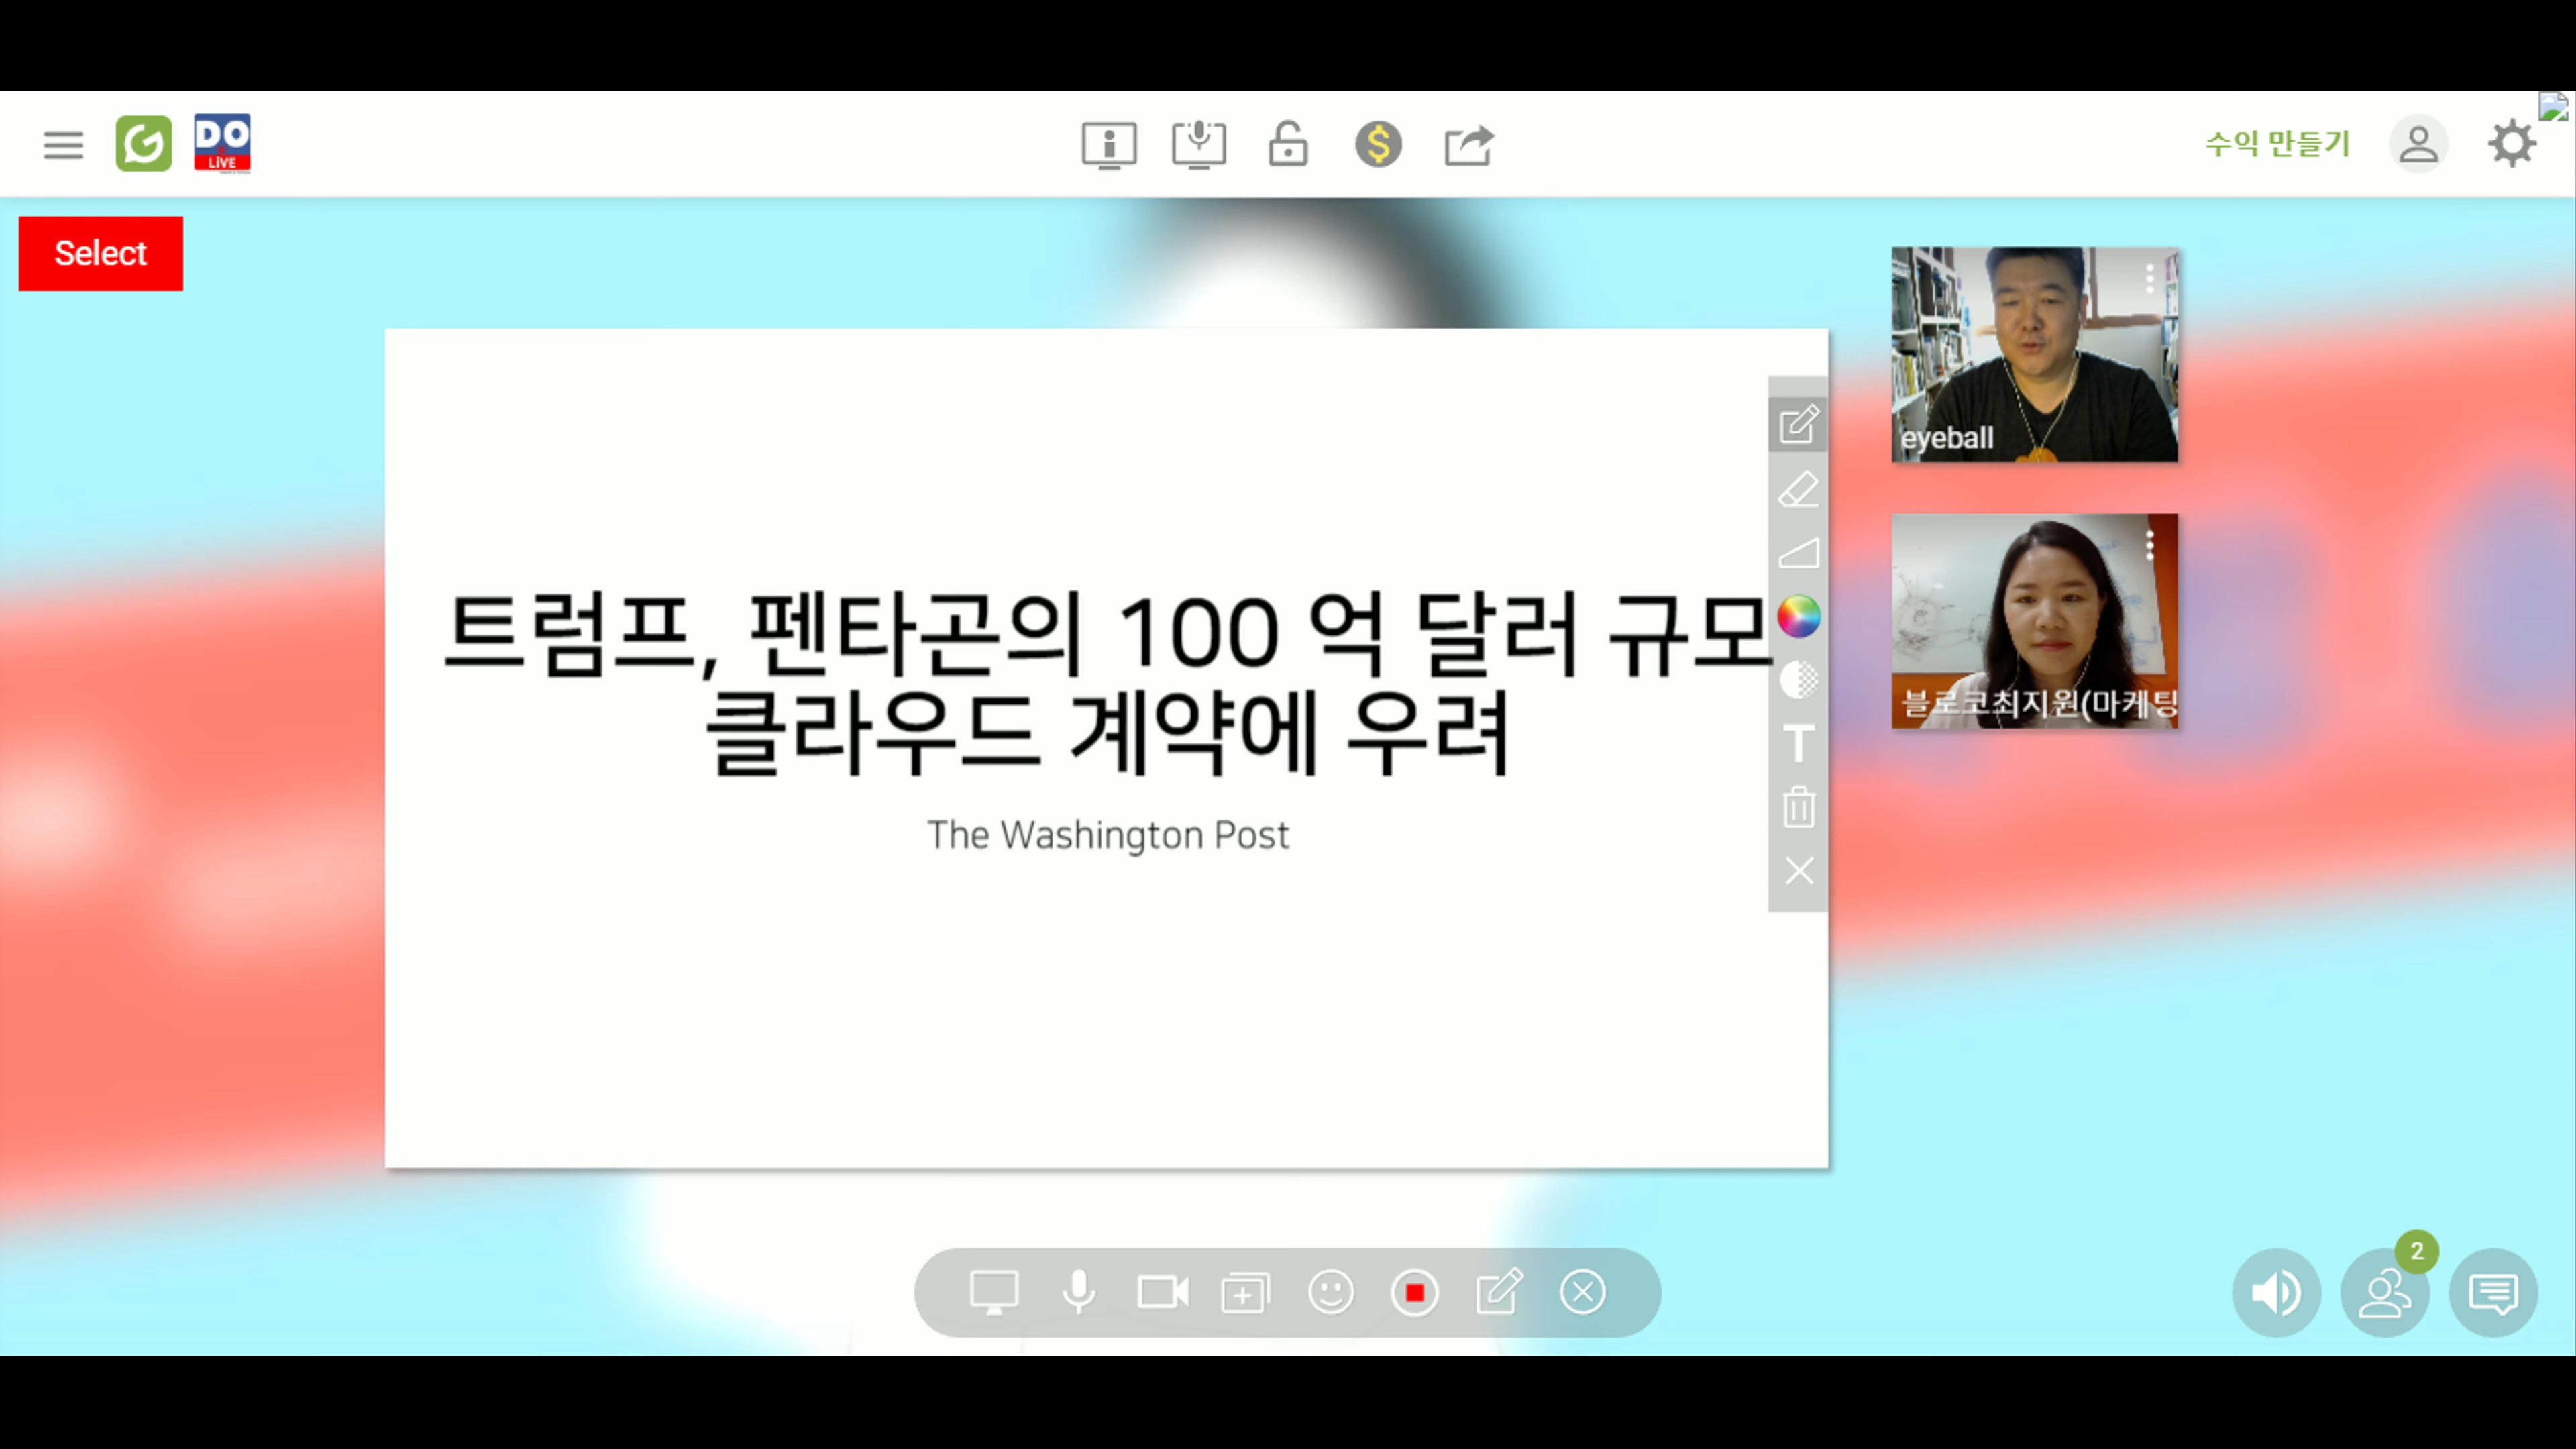 DO
LiVE
수익 만들기
Select
트럼프, 펜타곤의 100 억 달러 규모
클라우드 계약에 우려
The Washington Post
eyeball
블로코최지원(마케팅
T
2